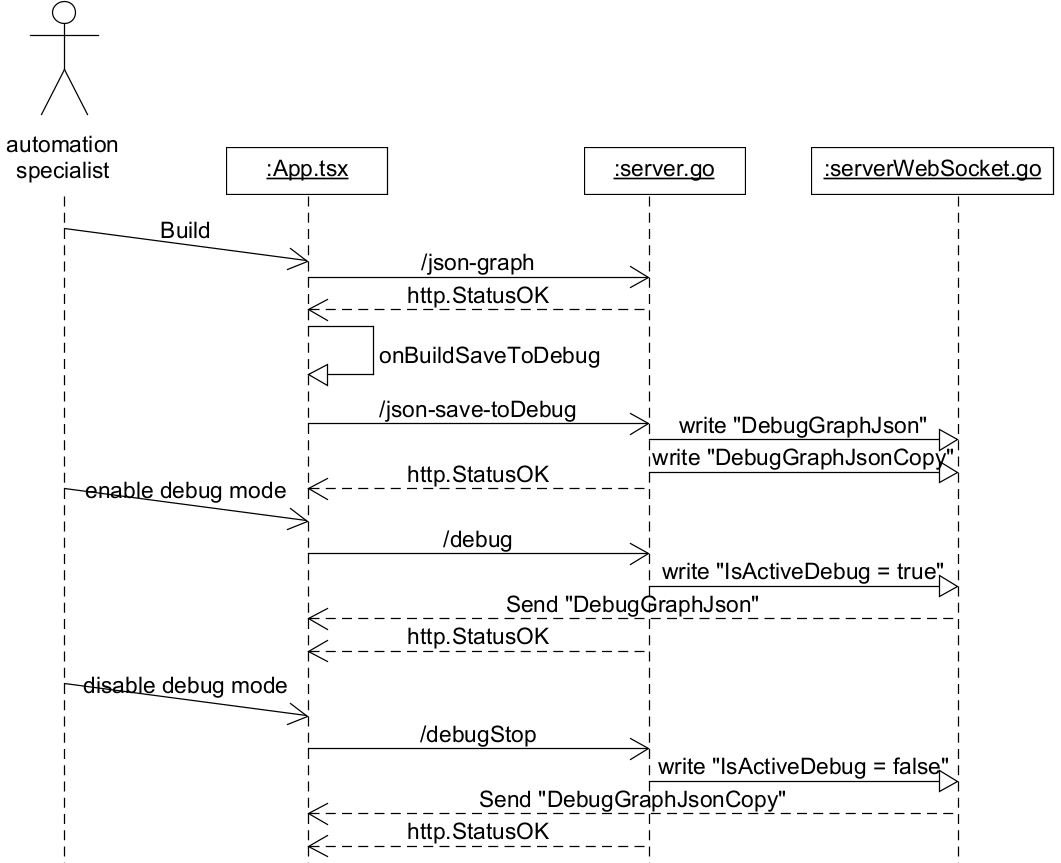 automation
specialist
:App.tsx
:server.go
:serverWebSocket.go
Build
/json-graph
http.StatusOK
onBuildSaveToDebug
/json-save-toDebug
write "DebugGraphJson"
write "DebugGraphJsonCopy"
http.StatusOK
enable debug mode
/debug
write "IsActiveDebug = true"
Send "DebugGraphJson"
http.StatusOK
disable debug mode
/debugStop
write "IsActiveDebug = false"
Send "DebugGraphJsonCopy"
http.StatusOK